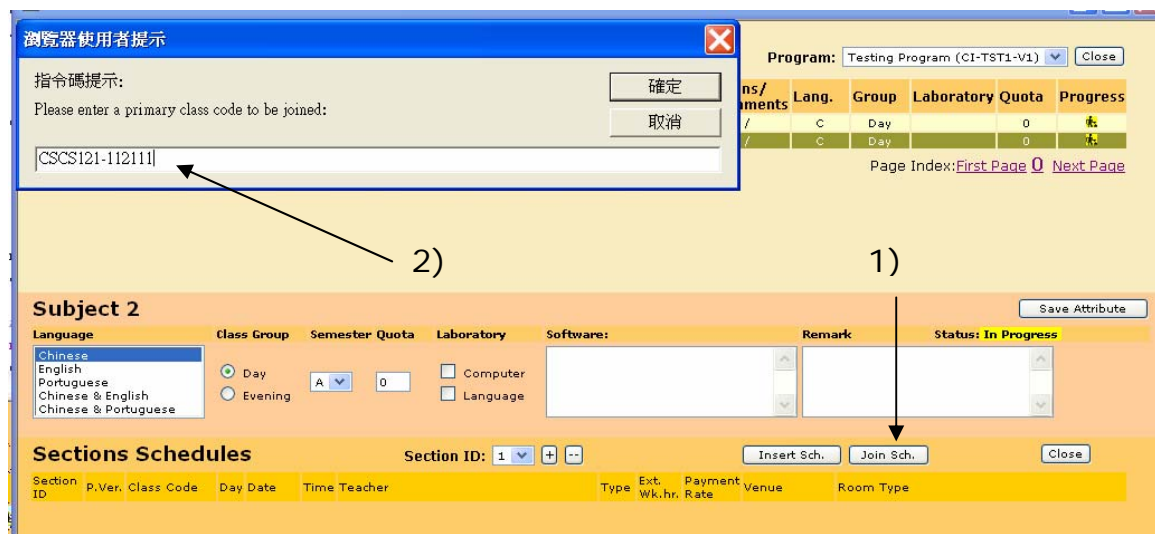 瀏覽器使用者提示
指令碼提示:
Please enter a primary class code to be joined:
確定
取消
CSCS121-112111
Program: Testing Program (CI-TST1-V1) Close
ns/
ments Lang. Group Laboratory Quota Progress
/ C Day 0
/ C Day 0
Page Index:First Page 0 Next Page
2)
1)
Subject 2
Save Attribute
Language Class Group Semester Quota Laboratory Software: Remark Status: In Progress
Chinese
English
Portuguese
Chinese & English
Chinese & Portuguese
Day
Evening
A 0
Computer
Language
Sections Schedules Section ID: 1 + -- Insert Sch. Join Sch. Close
Section
ID P.Ver. Class Code Day Date Time Teacher Type Ext.
Wk.hr. Payment
Rate Venue Room Type